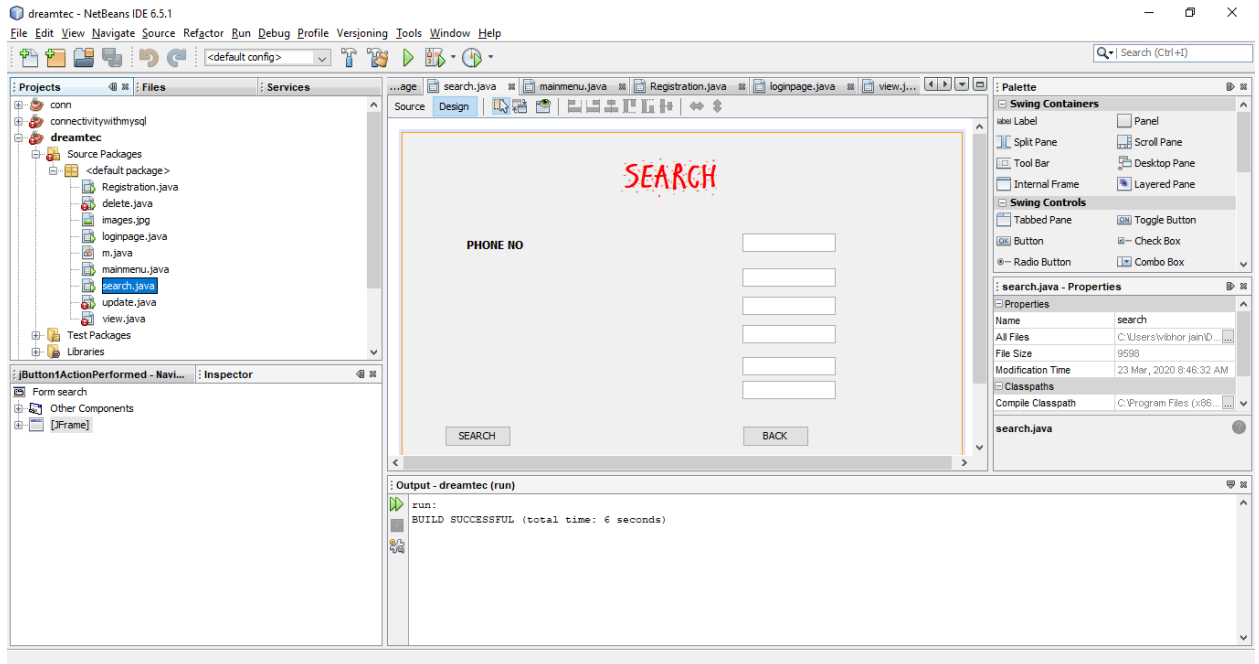 dreamtec - NetBeans IDE 6.5.1
File Edit View Navigate Source Refactor Run Debug Profile Versioning Tools Window Help
<default config>
Search (Ctrl+I)
Projects
Files
Services
conn
connectivitywithmysql
dreamtec
Source Packages
<default package>
Registration.java
delete.java
images.jpg
loginpage.java
m.java
mainmenu.java
search.java
update.java
view.java
Test Packages
Libraries
jButton1ActionPerformed - Navi...
Inspector
Form search
Other Components
[JFrame]
...age
search.java
mainmenu.java
Registration.java
loginpage.java
view.j...
Source Design
SEARCH
PHONE NO
SEARCH
BACK
Output - dreamtec (run)
run:
BUILD SUCCESSFUL (total time: 6 seconds)
Palette
Swing Containers
label Label
Panel
Split Pane
Scroll Pane
Tool Bar
Desktop Pane
Internal Frame
Layered Pane
Swing Controls
Tabbed Pane
ON Toggle Button
OK Button
Check Box
Radio Button
Combo Box
search.java - Properties
Properties
Name search
All Files C:\Users\vibhor jain\D...
File Size 9598
Modification Time 23 Mar, 2020 8:46:32 AM
Classpaths
Compile Classpath C:\Program Files (x86...
search.java